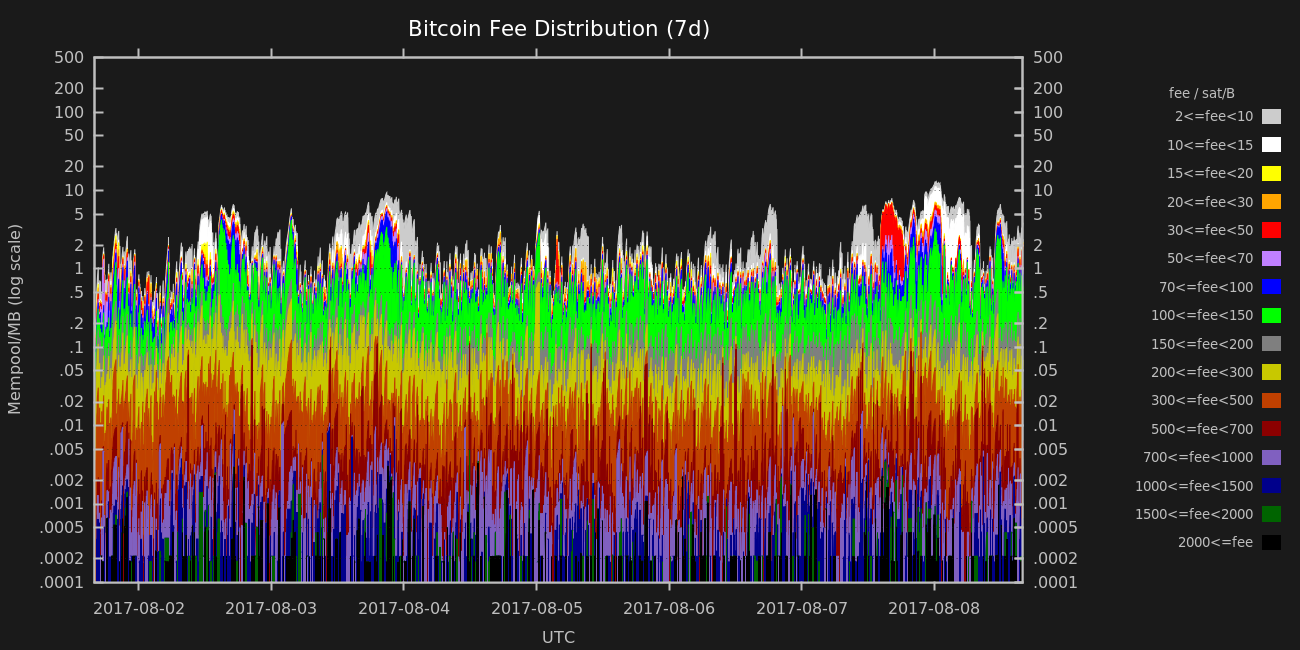 Bitcoin Fee Distribution (7d)
500
200
100
50
20
10
5
2
1
.5
.2
.1
.05
.02
.01
.005
.002
.001
.0005
.0002
.0001
Mempool/MB (log scale)
500
200
100
50
20
10
5
2
1
.5
.2
.1
.05
.02
.01
.005
.002
.001
.0005
.0002
.0001
2017-08-02 2017-08-03 2017-08-04 2017-08-05 2017-08-06 2017-08-07 2017-08-08
UTC
fee / sat/B
2<=fee<10
10<=fee<15
15<=fee<20
20<=fee<30
30<=fee<50
50<=fee<70
70<=fee<100
100<=fee<150
150<=fee<200
200<=fee<300
300<=fee<500
500<=fee<700
700<=fee<1000
1000<=fee<1500
1500<=fee<2000
2000<=fee